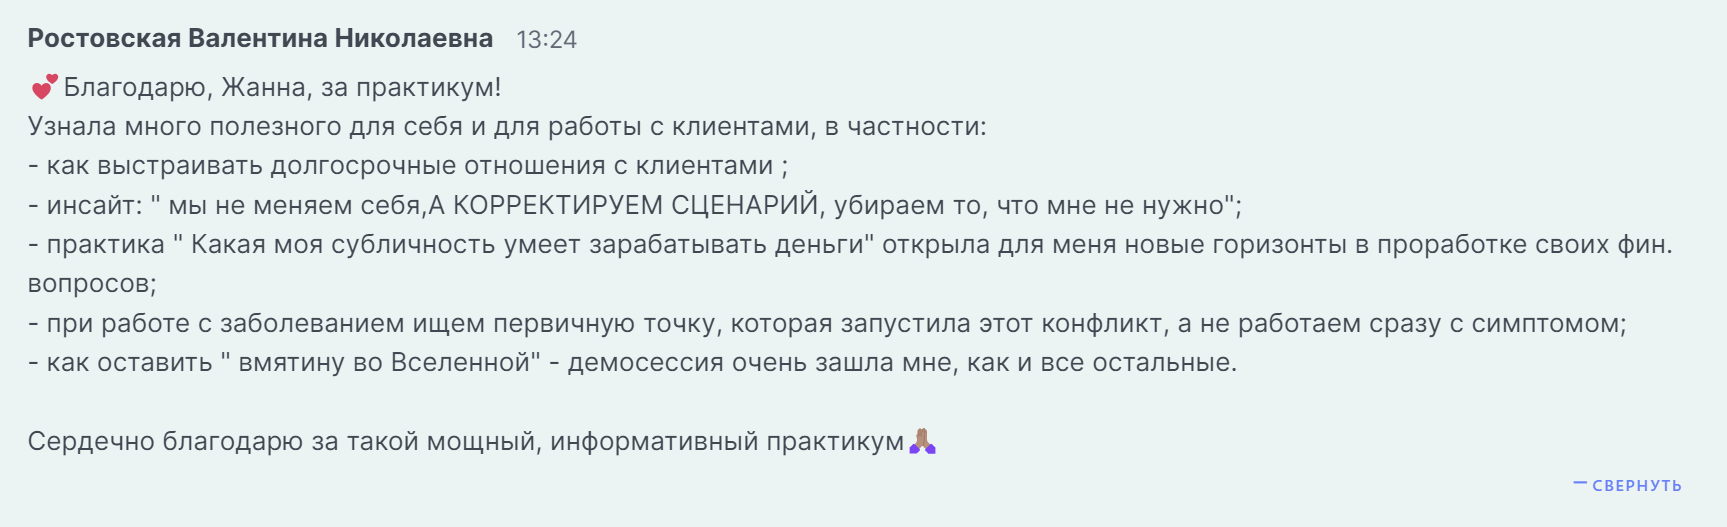 Ростовская Валентина Николаевна 13:24
💕Благодарю, Жанна, за практикум!
Узнала много полезного для себя и для работы с клиентами, в частности:
- как выстраивать долгосрочные отношения с клиентами ;
- инсайт: " мы не меняем себя,А КОРРЕКТИРУЕМ СЦЕНАРИЙ, убираем то, что мне не нужно";
- практика " Какая моя субличность умеет зарабатывать деньги" открыла для меня новые горизонты в проработке своих фин.
вопросов;
- при работе с заболеванием ищем первичную точку, которая запустила этот конфликт, а не работаем сразу с симптомом;
- как оставить " вмятину во Вселенной" - демосессия очень зашла мне, как и все остальные.
Сердечно благодарю за такой мощный, информативный практикум🙏🏽
— СВЕРНУТЬ